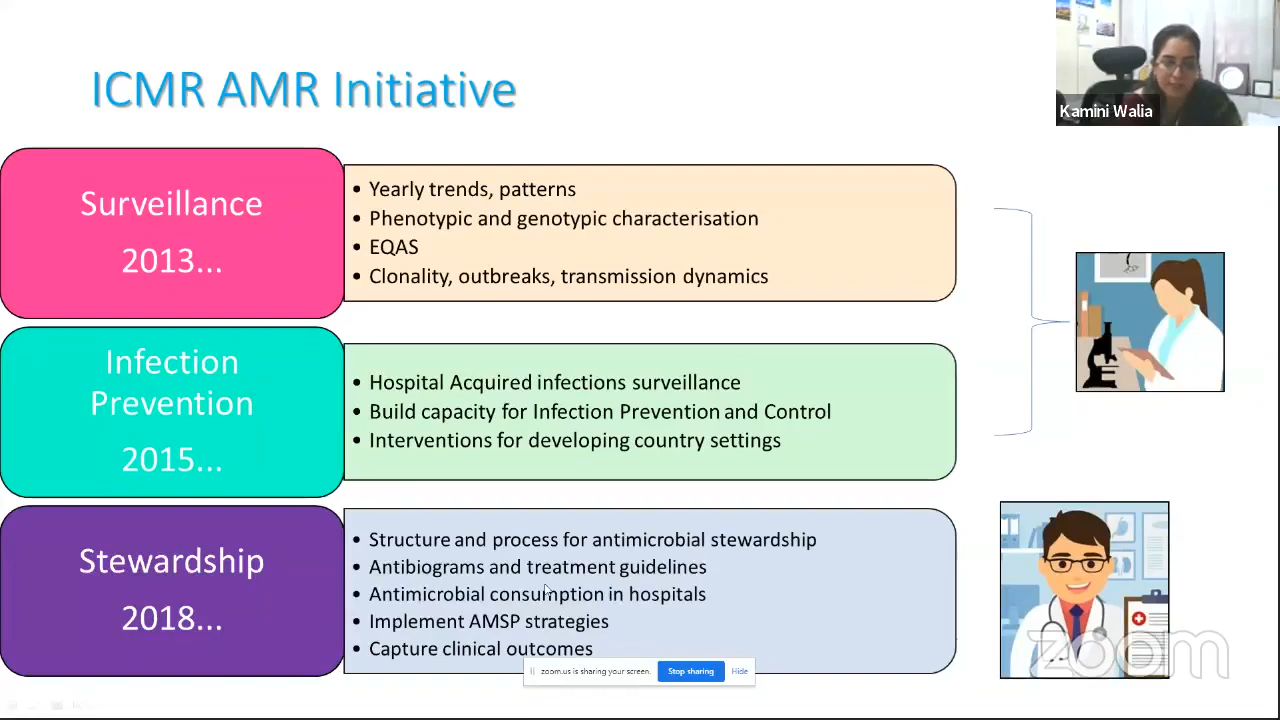 ICMR AMR Initiative
Kamini Walia
Surveillance
2013...
• Yearly trends, patterns
• Phenotypic and genotypic characterisation
• EQAS
• Clonality, outbreaks, transmission dynamics
Infection
Prevention
2015...
• Hospital Acquired infections surveillance
• Build capacity for Infection Prevention and Control
• Interventions for developing country settings
Stewardship
2018...
• Structure and process for antimicrobial stewardship
• Antibiograms and treatment guidelines
• Antimicrobial consumption in hospitals
• Implement AMSP strategies
• Capture clinical outcomes
zoom
zoom.us is sharing your screen. Stop sharing Hide